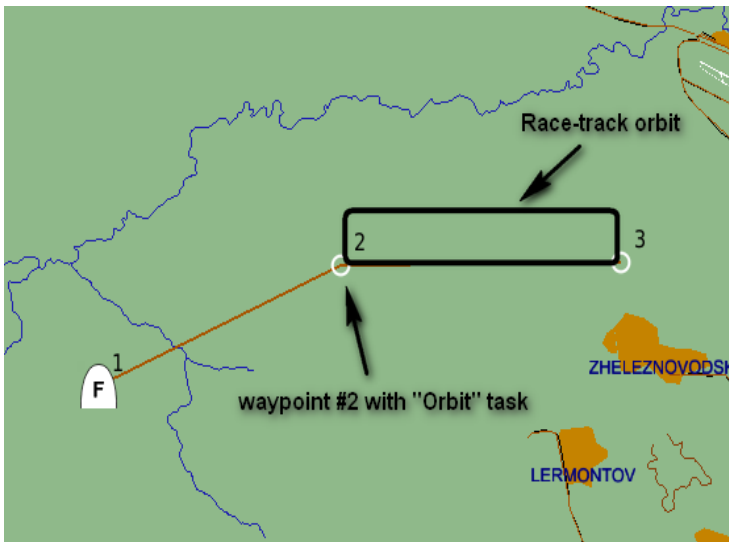 Race-track orbit
2
3
1
F
ZHELEZNOVODSK
waypoint #2 with "Orbit" task
LERMONTOV